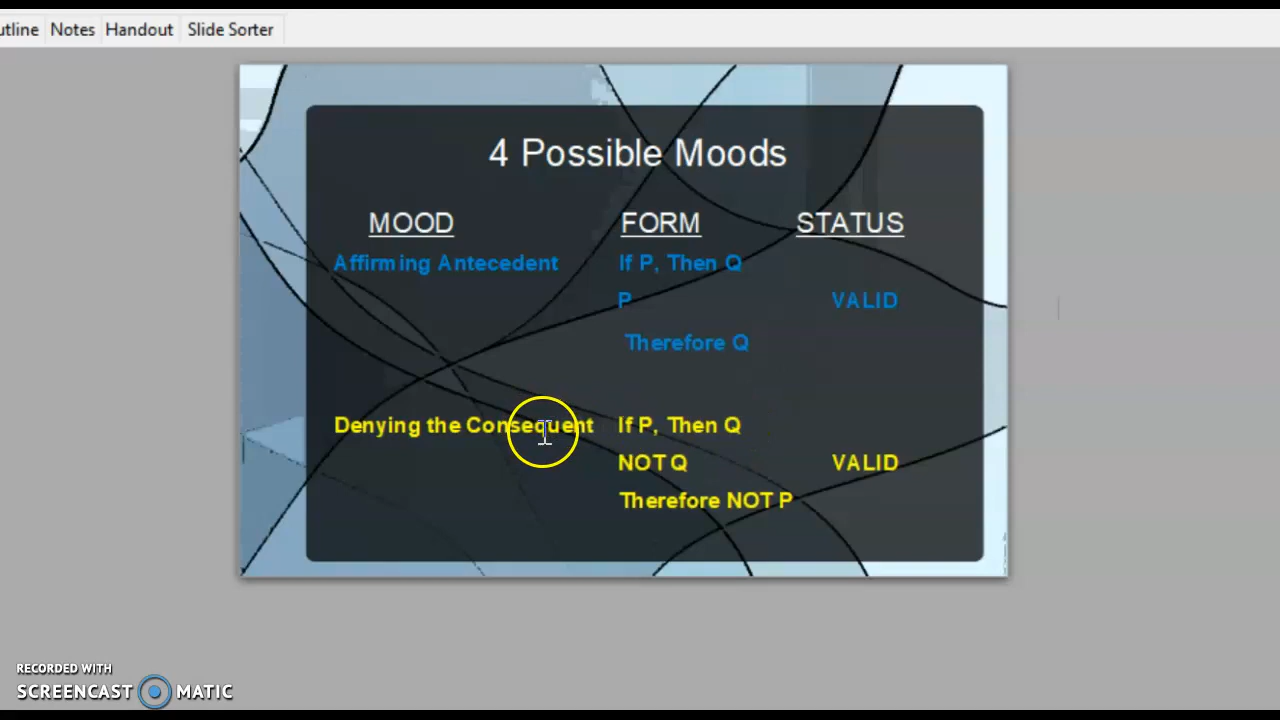 utline Notes Handout Slide Sorter
4 Possible Moods
MOOD FORM STATUS
Affirming Antecedent If P, Then Q
P VALID
Therefore Q
Denying the Consequent If P, Then Q
NOT Q VALID
Therefore NOT P
RECORDED WITH
SCREENCAST MATIC